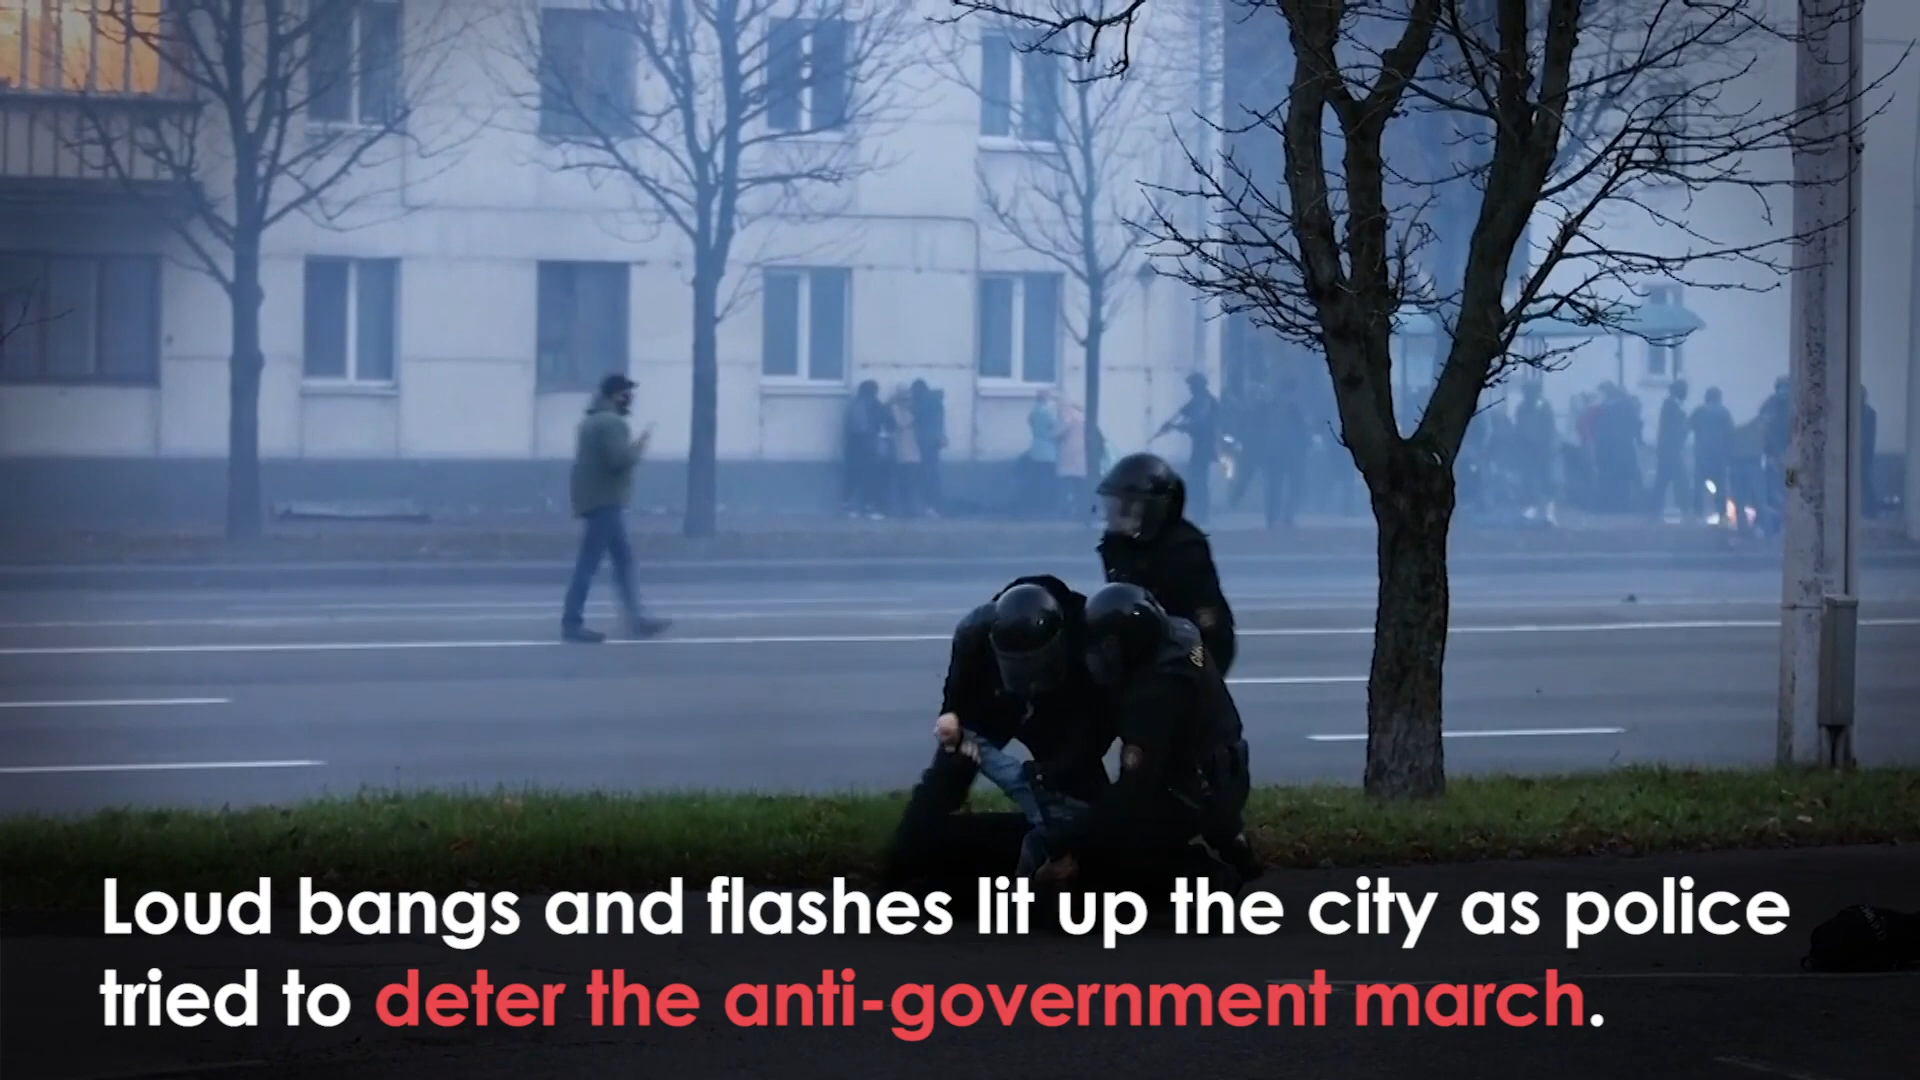 Loud bangs and flashes lit up the city as police
tried to deter the anti-government march.